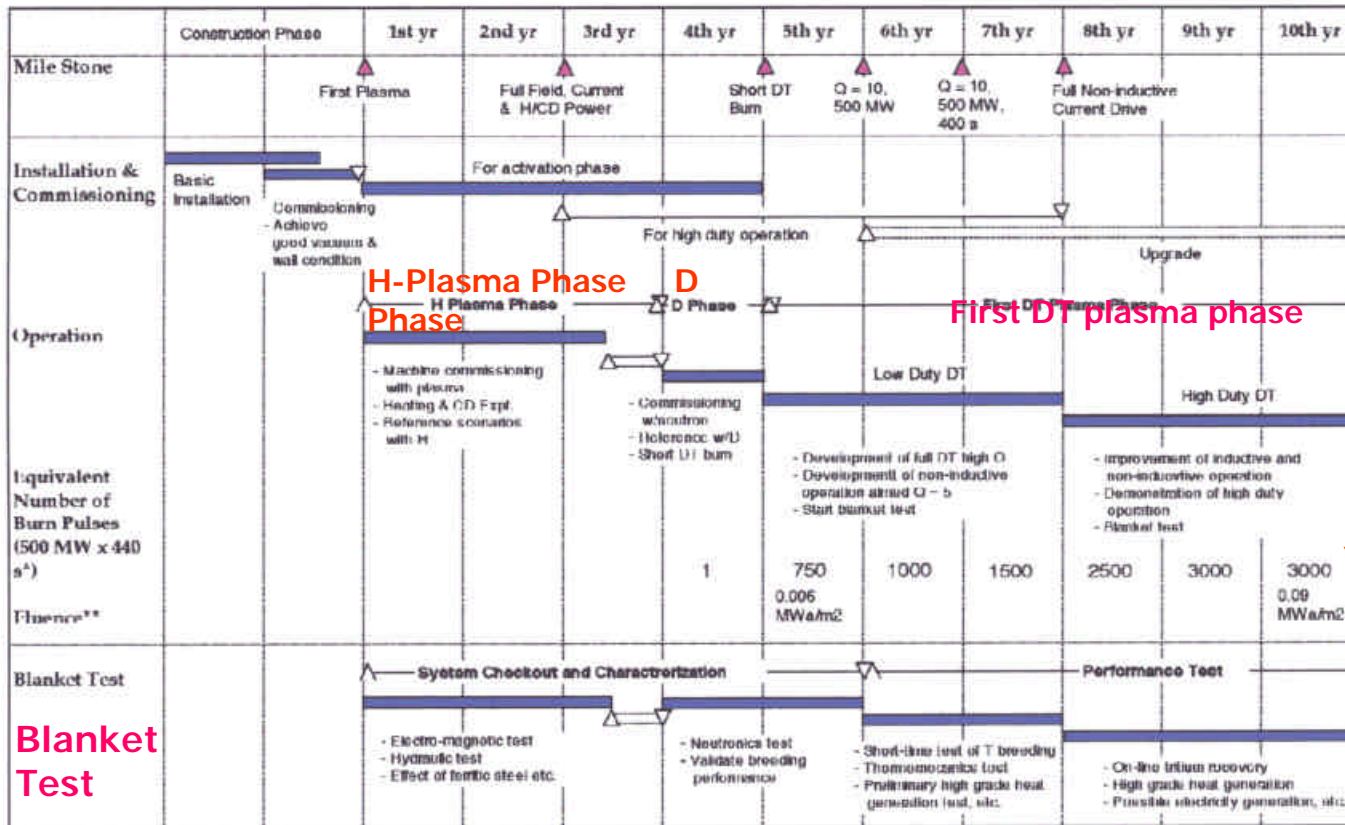 Construction Phase 1st yr 2nd yr 3rd yr 4th yr 5th yr 6th yr 7th yr 8th yr 9th yr 10th yr
Mile Stone
First Plasma
Full Field, Current
& H/CD Power
Short DT
Burn
Q = 10,
500 MW
Q = 10,
500 MW,
400 s
Full Non-inductive
Current Drive
Installation &
Commissioning
Basic
Installation
Commissioning
- Achieve
good vacuum &
wall condition
For activation phase
For high duty operation
Upgrade
H-Plasma Phase D
Phase
H Plasma Phase
D Phase
First DT Plasma Phase
First DT plasma phase
Operation
- Machine commissioning
with plasma
- Heating & CD Expt.
- Reference scenarios
with H
- Commissioning
w/neutron
- Reference w/D
- Short DT burn
Low Duty DT
- Development of full DT high Q
- Development of non-inductive
operation aimed Q = 5
- Start blanket test
High Duty DT
- Improvement of inductive and
non-inductive operation
- Demonstration of high duty
operation
- Blanket test
Equivalent
Number of
Burn Pulses
(500 MW x 440
s*)
1 750 1000 1500 2500 3000 3000
Fluence**
0.006
MWa/m2
0.09
MWa/m2
Blanket Test
Blanket
Test
System Checkout and Charactrerization
Performance Test
- Electro-magnetic test
- Hydraulic test
- Effect of ferritic steel etc.
- Neutronics test
- Validate breeding
performance
- Short-time test of T breeding
- Thermomecanics test
- Preliminary high grade heat
generation test, etc.
- On-line tritium recovery
- High grade heat generation
- Possible electricity generation, etc.